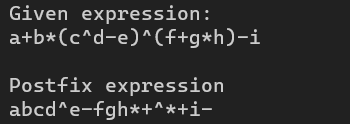 Given expression:
a+b*(c^d-e)^(f+g*h)-i
Postfix expression
abcd^e-fgh*+^*+i-